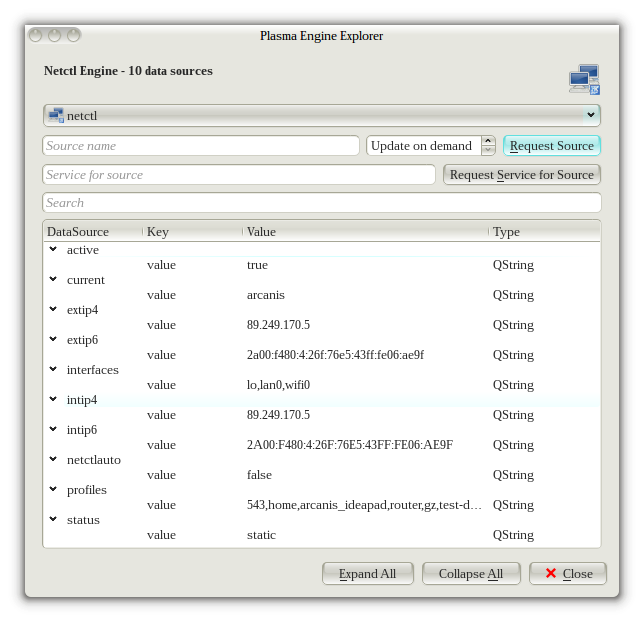 Plasma Engine Explorer
Netctl Engine - 10 data sources
netctl
Source name Update on demand Request Source
Service for source Request Service for Source
Search
DataSource Key Value Type
active
value true QString
current
value arcanis QString
extip4
value 89.249.170.5 QString
extip6
value 2a00:f480:4:26f:76e5:43ff:fe06:ae9f QString
interfaces
value lo,lan0,wifi0 QString
intip4
value 89.249.170.5 QString
intip6
value 2A00:F480:4:26F:76E5:43FF:FE06:AE9F QString
netctlauto
value false QString
profiles
value 543,home,arcanis_ideapad,router,gz,test-d... QString
status
value static QString
Expand All Collapse All Close